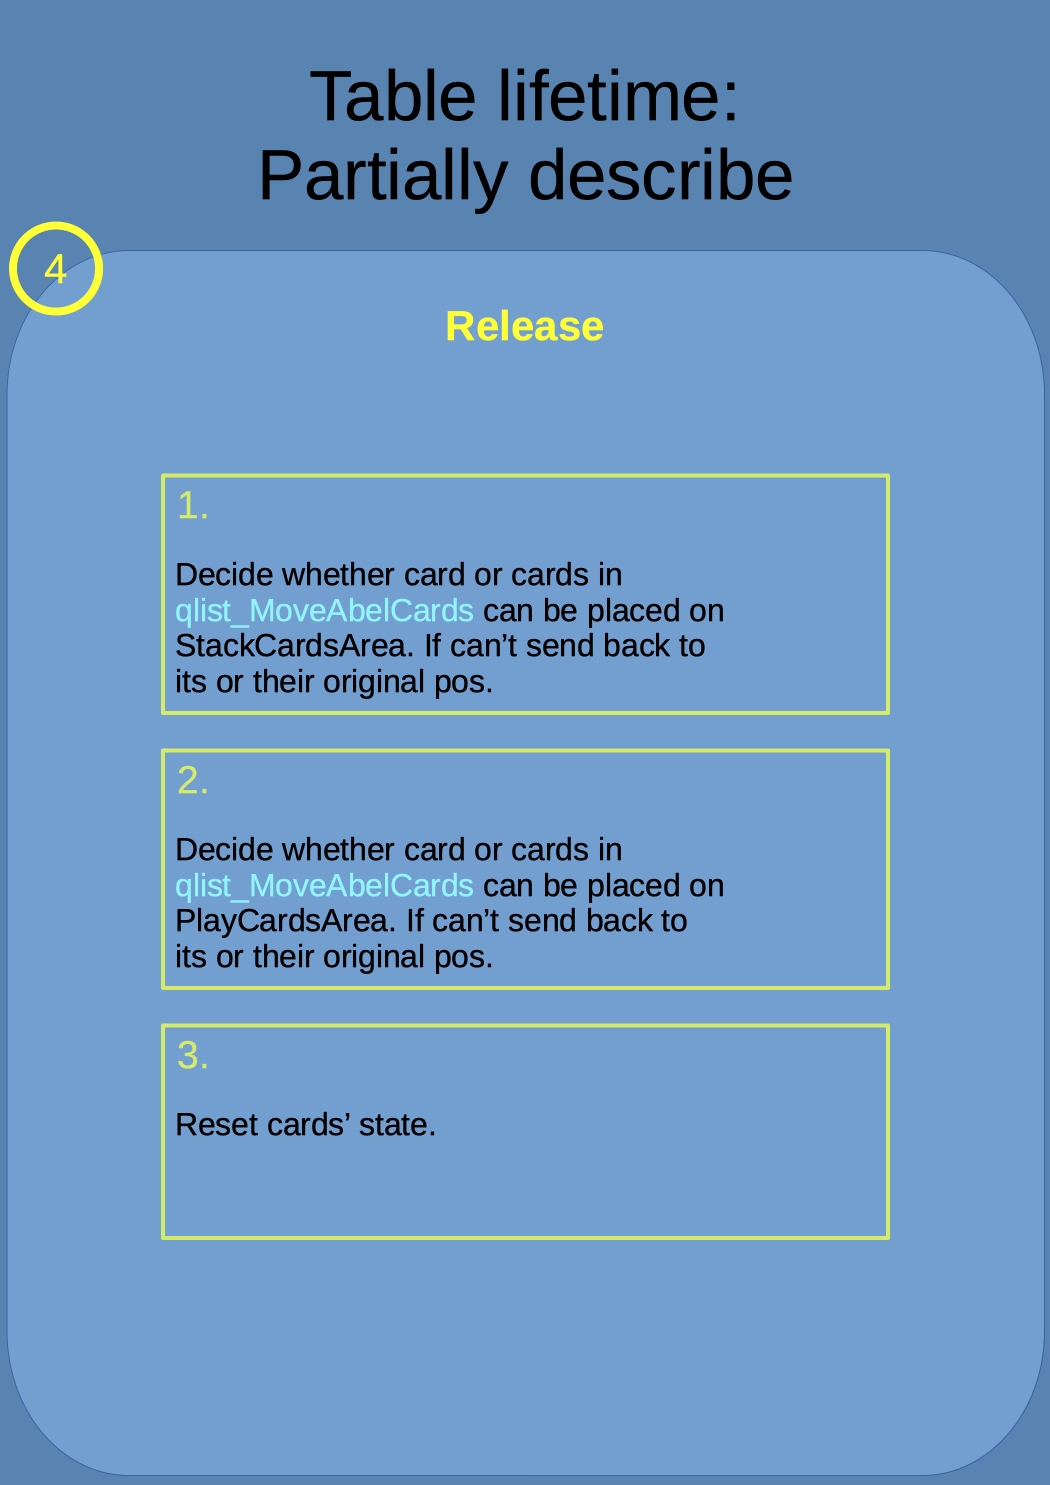 Table lifetime:
Partially describe
4
Release
1.
Decide whether card or cards in
qlist_MoveAbelCards can be placed on
StackCardsArea. If can’t send back to
its or their original pos.
2.
Decide whether card or cards in
qlist_MoveAbelCards can be placed on
PlayCardsArea. If can’t send back to
its or their original pos.
3.
Reset cards’ state.